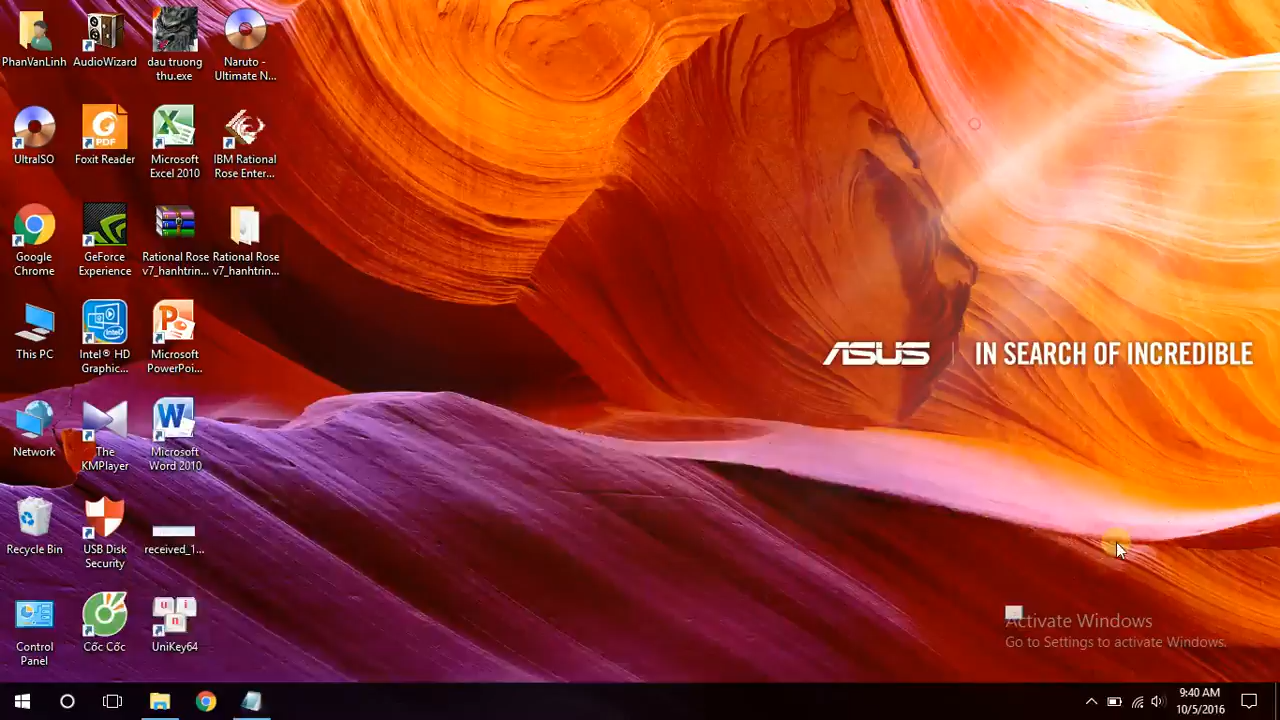 PhanVanLinh
AudioWizard
dau truong
thu.exe
Naruto -
Ultimate N...
UltraISO
PDF
Foxit Reader
Microsoft
Excel 2010
IBM Rational
Rose Enter...
Google
Chrome
GeForce
Experience
Rational Rose
v7_hanhtrin...
Rational Rose
v7_hanhtrin...
This PC
intel
Intel® HD
Graphic...
Microsoft
PowerPoi...
ASUS
IN SEARCH OF INCREDIBLE
Network
The
KMPlayer
Microsoft
Word 2010
Recycle Bin
USB Disk
Security
received_1...
Control
Panel
Cốc Cốc
u i
n
UniKey64
Activate Windows
Go to Settings to activate Windows.
9:40 AM
10/5/2016